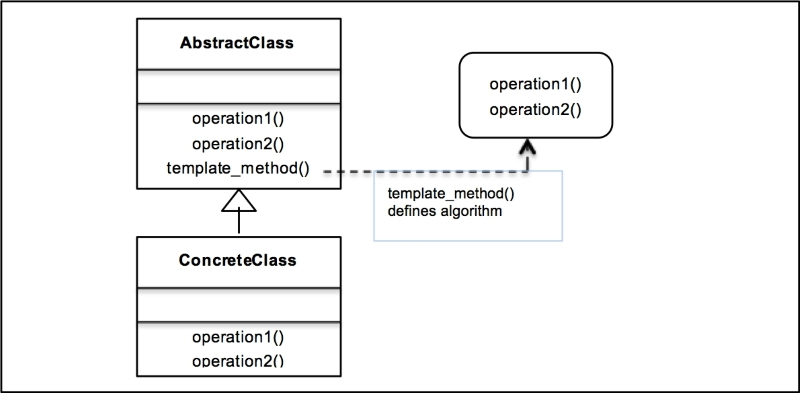 AbstractClass
operation1()
operation2()
template_method()
operation1()
operation2()
template_method()
defines algorithm
ConcreteClass
operation1()
operation2()